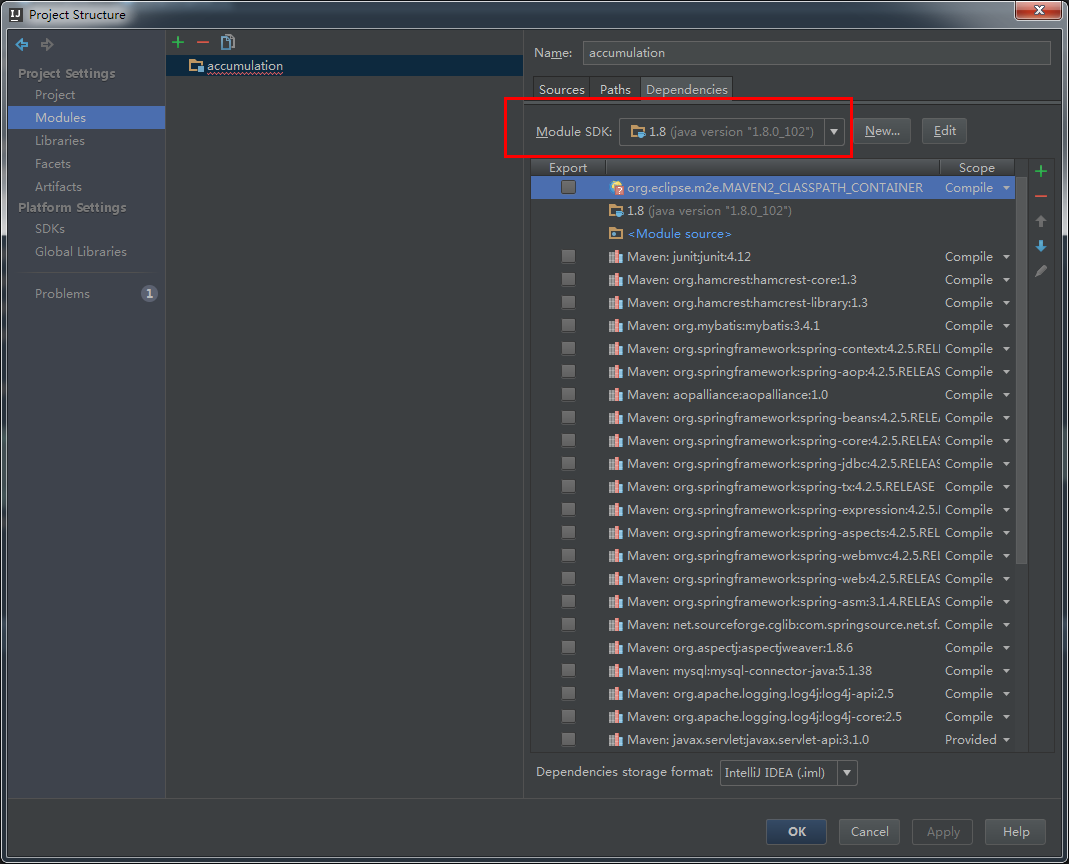 Project Structure
Project Settings
Project
Modules
Libraries
Facets
Artifacts
Platform Settings
SDKs
Global Libraries
Problems 1
accumulation
Name: accumulation
Sources Paths Dependencies
Module SDK: 1.8 (java version "1.8.0_102") New... Edit
Export Scope
org.eclipse.m2e.MAVEN2_CLASSPATH_CONTAINER Compile
1.8 (java version "1.8.0_102")
<Module source>
Maven: junit:junit:4.12 Compile
Maven: org.hamcrest:hamcrest-core:1.3 Compile
Maven: org.hamcrest:hamcrest-library:1.3 Compile
Maven: org.mybatis:mybatis:3.4.1 Compile
Maven: org.springframework:spring-context:4.2.5.REL Compile
Maven: org.springframework:spring-aop:4.2.5.RELEAS Compile
Maven: aopalliance:aopalliance:1.0 Compile
Maven: org.springframework:spring-beans:4.2.5.RELEA Compile
Maven: org.springframework:spring-core:4.2.5.RELEAS Compile
Maven: org.springframework:spring-jdbc:4.2.5.RELEAS Compile
Maven: org.springframework:spring-tx:4.2.5.RELEASE Compile
Maven: org.springframework:spring-expression:4.2.5.I Compile
Maven: org.springframework:spring-aspects:4.2.5.REL Compile
Maven: org.springframework:spring-webmvc:4.2.5.REI Compile
Maven: org.springframework:spring-web:4.2.5.RELEAS Compile
Maven: org.springframework:spring-asm:3.1.4.RELEAS Compile
Maven: net.sourceforge.cglib:com.springsource.net.sf. Compile
Maven: org.aspectj:aspectjweaver:1.8.6 Compile
Maven: mysql:mysql-connector-java:5.1.38 Compile
Maven: org.apache.logging.log4j:log4j-api:2.5 Compile
Maven: org.apache.logging.log4j:log4j-core:2.5 Compile
Maven: javax.servlet:javax.servlet-api:3.1.0 Provided
Dependencies storage format: IntelliJ IDEA (.iml)
OK Cancel Apply Help